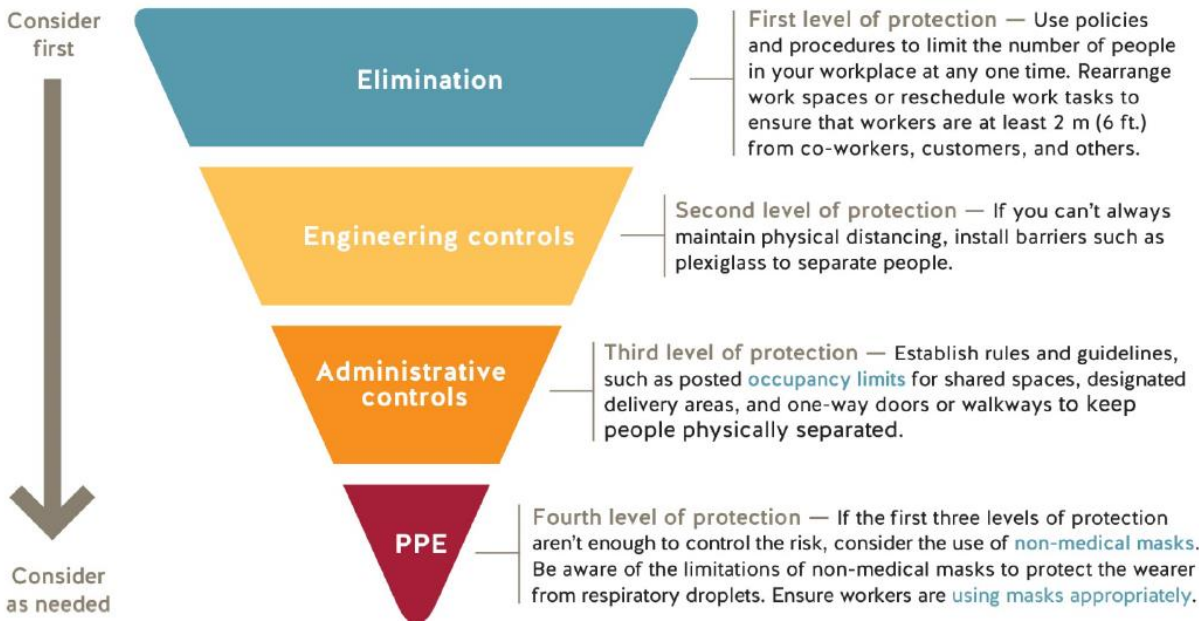 Consider
first
Elimination
First level of protection — Use policies
and procedures to limit the number of people
in your workplace at any one time. Rearrange
work spaces or reschedule work tasks to
ensure that workers are at least 2 m (6 ft.)
from co-workers, customers, and others.
Engineering controls
Second level of protection — If you can't always
maintain physical distancing, install barriers such as
plexiglass to separate people.
Administrative
controls
Third level of protection — Establish rules and guidelines,
such as posted occupancy limits for shared spaces, designated
delivery areas, and one-way doors or walkways to keep
people physically separated.
PPE
Fourth level of protection — If the first three levels of protection
aren't enough to control the risk, consider the use of non-medical masks.
Be aware of the limitations of non-medical masks to protect the wearer
from respiratory droplets. Ensure workers are using masks appropriately.
Consider
as needed